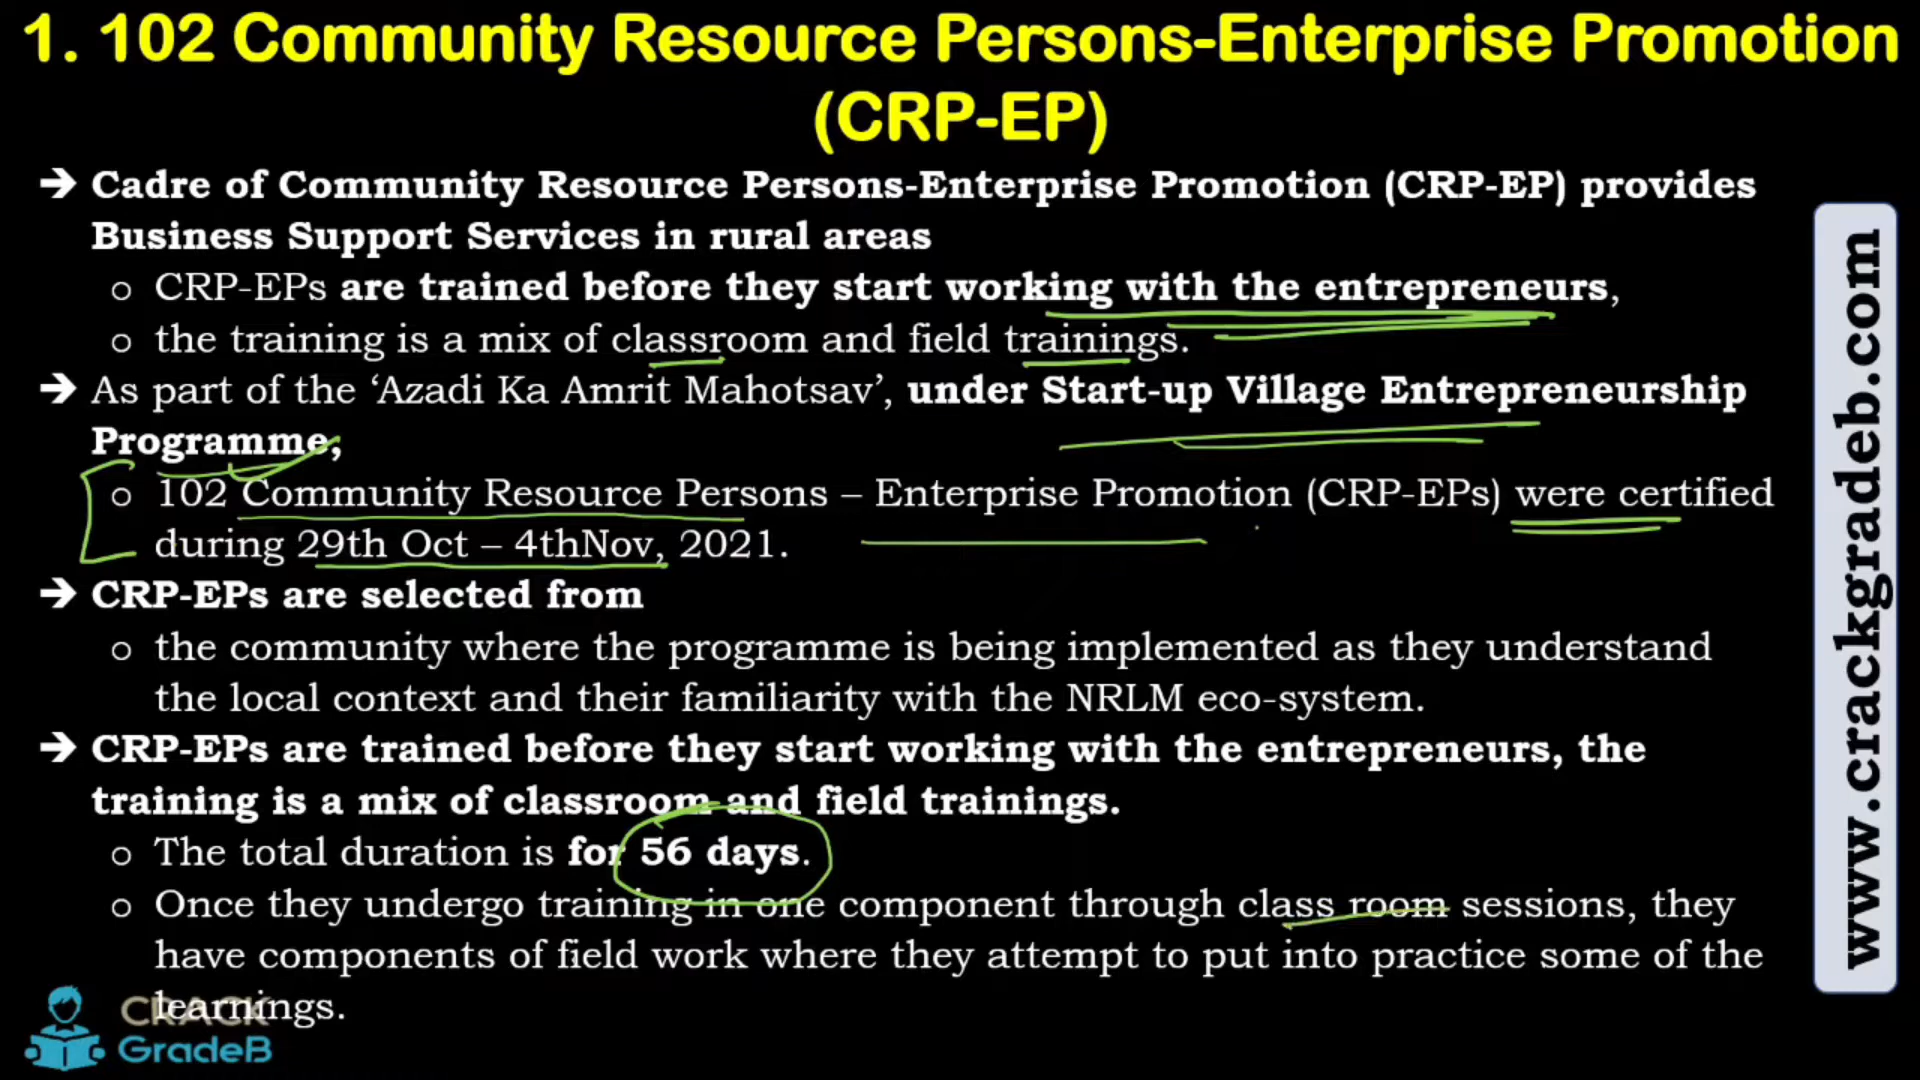 1. 102 Community Resource Persons-Enterprise Promotion
(CRP-EP)
➔ Cadre of Community Resource Persons-Enterprise Promotion (CRP-EP) provides
Business Support Services in rural areas
o CRP-EPs are trained before they start working with the entrepreneurs,
o the training is a mix of classroom and field trainings.
➔ As part of the ‘Azadi Ka Amrit Mahotsav’, under Start-up Village Entrepreneurship
Programme,
o 102 Community Resource Persons – Enterprise Promotion (CRP-EPs) were certified
during 29th Oct – 4thNov, 2021.
➔ CRP-EPs are selected from
o the community where the programme is being implemented as they understand
the local context and their familiarity with the NRLM eco-system.
➔ CRP-EPs are trained before they start working with the entrepreneurs, the
training is a mix of classroom and field trainings.
o The total duration is for 56 days.
o Once they undergo training in one component through class room sessions, they
have components of field work where they attempt to put into practice some of the
learnings.
CRACK
GradeB
www.crackgradeb.com